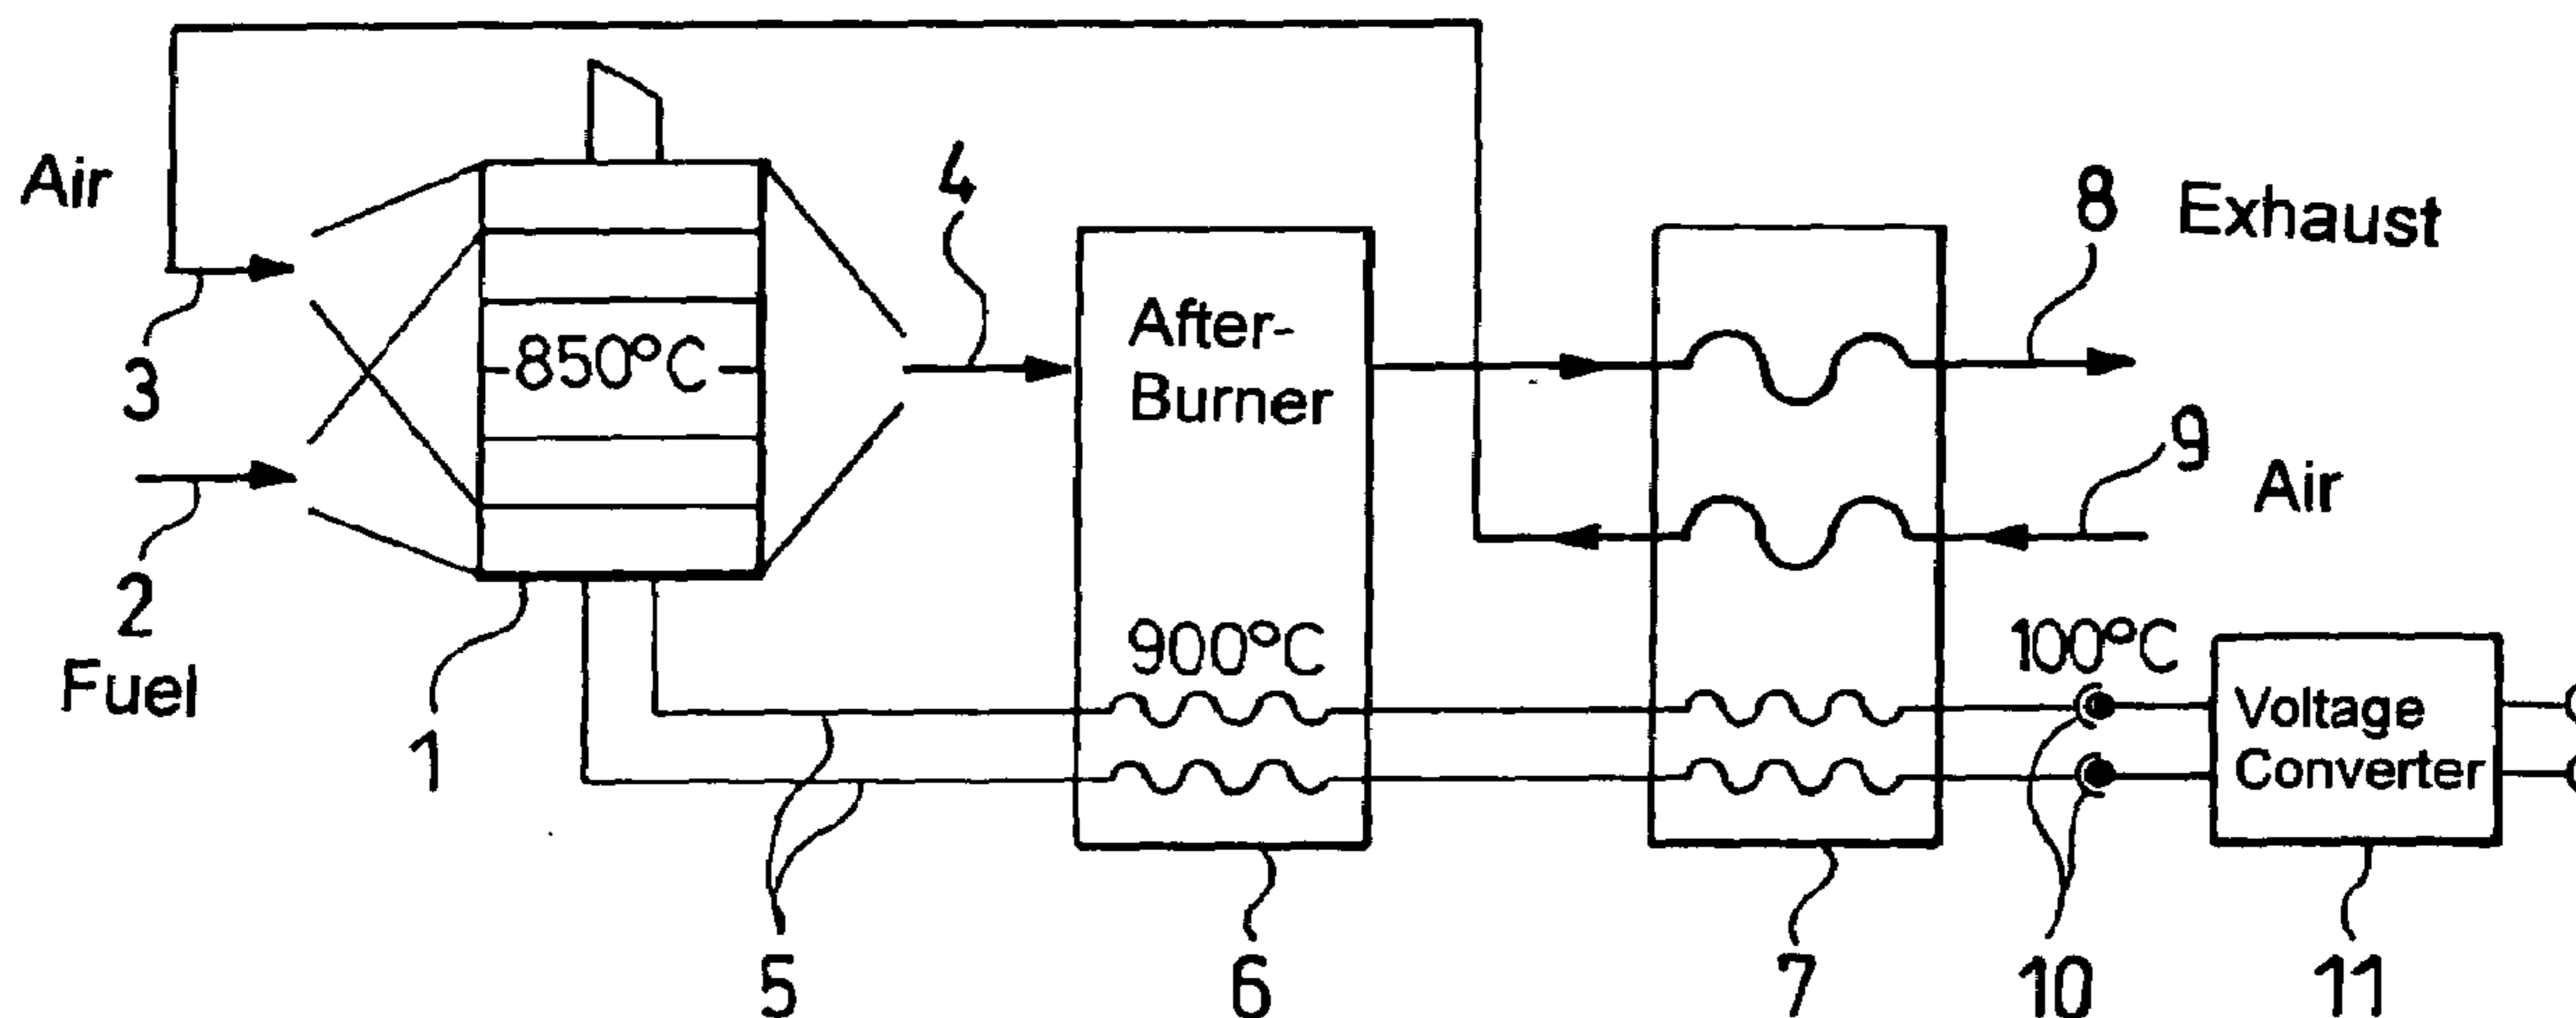 Air
3
2
Fuel
850°C
1
4
After-
Burner
900°C
5
6
7
8 Exhaust
9 Air
100°C
10
Voltage
Converter
11